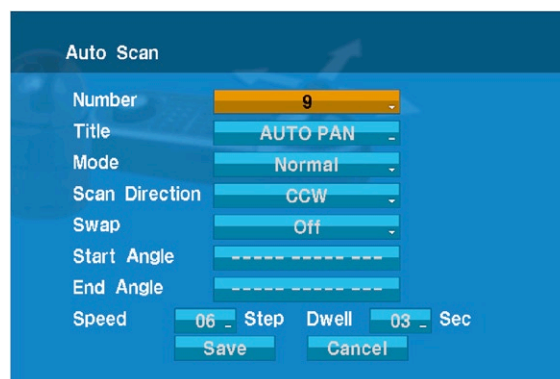 Auto Scan
Number 9
Title AUTO PAN
Mode Normal
Scan Direction CCW
Swap Off
Start Angle ----- ----- ---
End Angle ----- ----- ---
Speed 06 Step Dwell 03 Sec
Save Cancel